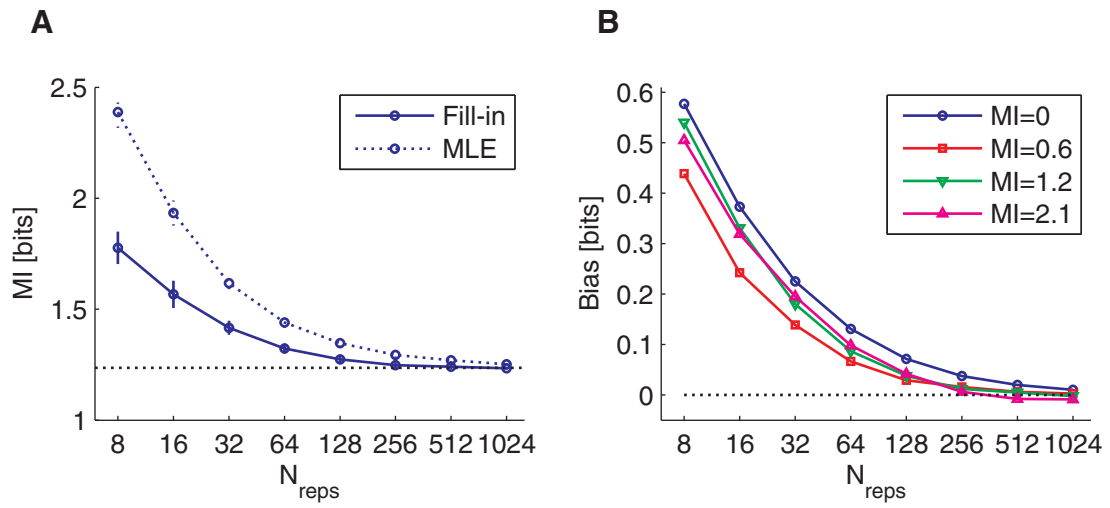 A
MI [bits]
2.5
2
1.5
1
8 16 32 64 128 256 512 1024
N_reps
Fill-in
MLE
B
Bias [bits]
0.6
0.5
0.4
0.3
0.2
0.1
0
8 16 32 64 128 256 512 1024
N_reps
MI=0
MI=0.6
MI=1.2
MI=2.1